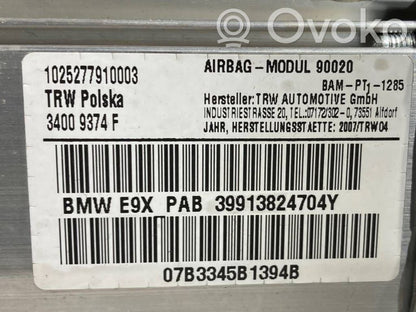 Ovoko
1025277910003
AIRBAG-MODUL 90020
BAM-PT1-1285
TRW Polska
Hersteller: TRW AUTOMOTIVE GmbH
INDUSTRIESTRASSE 20, TEL.:07172/302-0, 73551 Alfdorf
3400 9374 F
JAHR, HERSTELLUNGSSTAETTE: 2007/TRW04
BMW E9X PAB 39913824704Y
07B3345B1394B